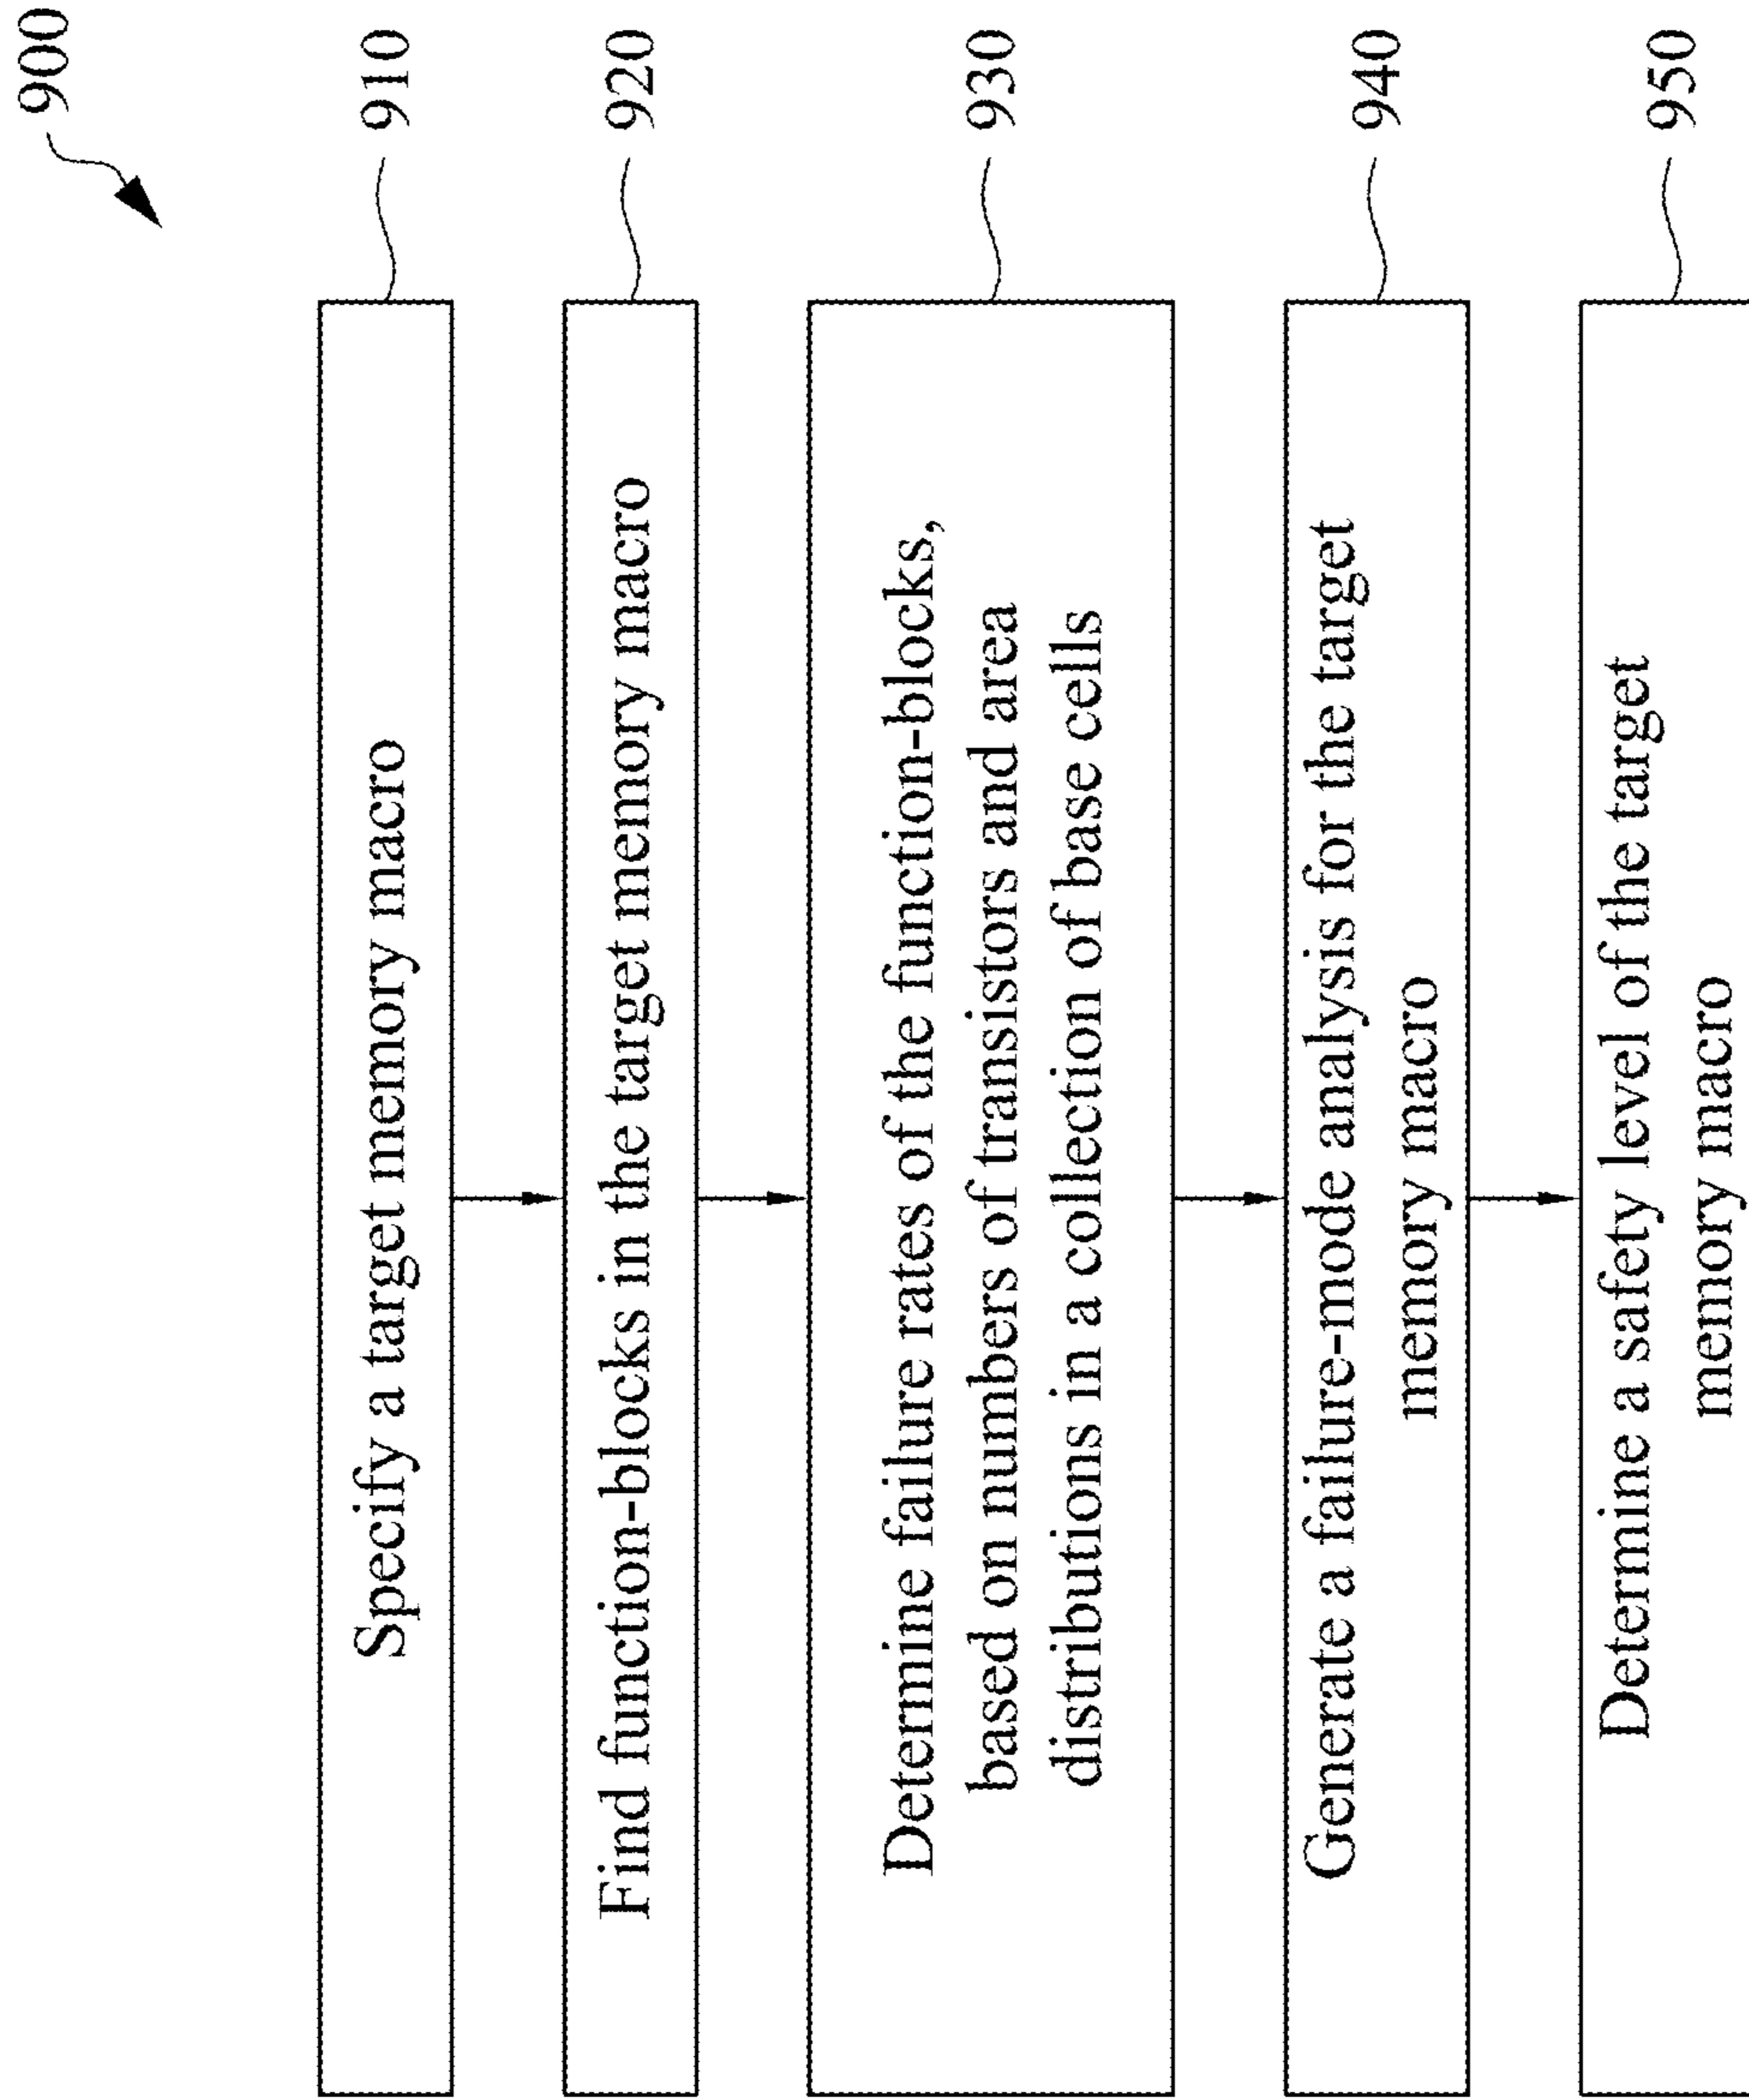 900
Specify a target memory macro
910
Find function-blocks in the target memory macro
920
Determine failure rates of the function-blocks,
based on numbers of transistors and area
distributions in a collection of base cells
930
Generate a failure-mode analysis for the target
memory macro
940
Determine a safety level of the target
memory macro
950